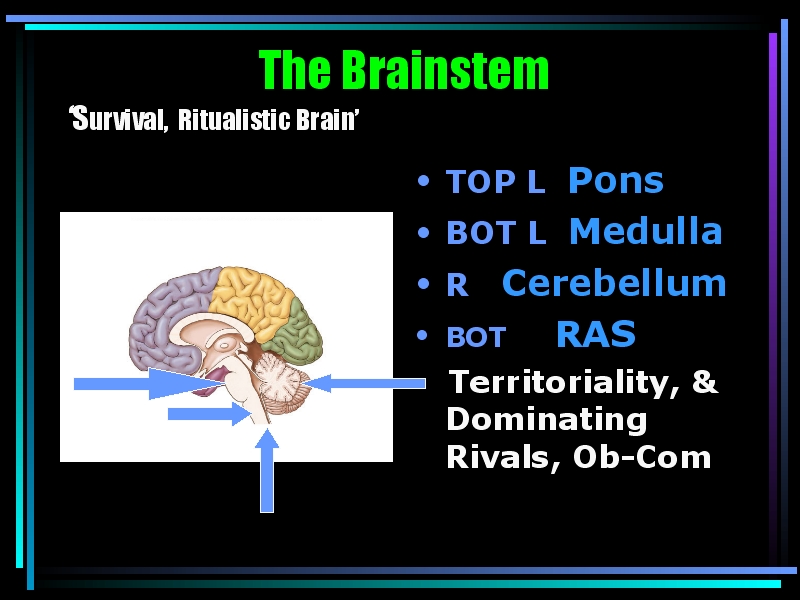 The Brainstem
‘Survival, Ritualistic Brain’
• TOP L Pons
• BOT L Medulla
• R Cerebellum
• BOT RAS
Territoriality, &
Dominating
Rivals, Ob-Com